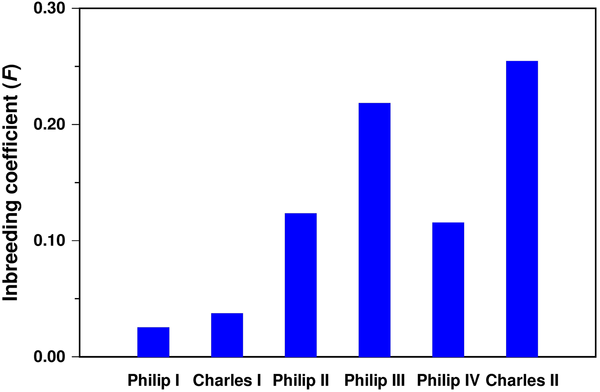 Inbreeding coefficient (F)
0.30
0.20
0.10
0.00
Philip I Charles I Philip II Philip III Philip IV Charles II